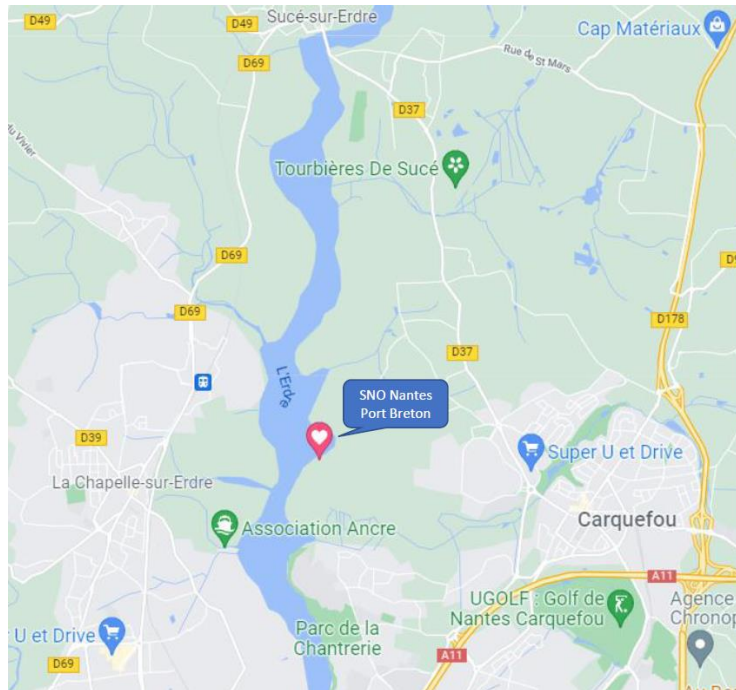 D49
D49
Sucé-sur-Erdre
Cap Matériaux
D69
Rue de St Mars
D37
du Vivier
Tourbières De Sucé
D69
D69
D178
D37
L'Erdre
SNO Nantes
Port Breton
D39
Super U et Drive
La Chapelle-sur-Erdre
Association Ancre
Carquefou
A11
UGOLF : Golf de
Nantes Carquefou
Agence
Chronop
Parc de la
Chantrerie
U et Drive
D69
A11